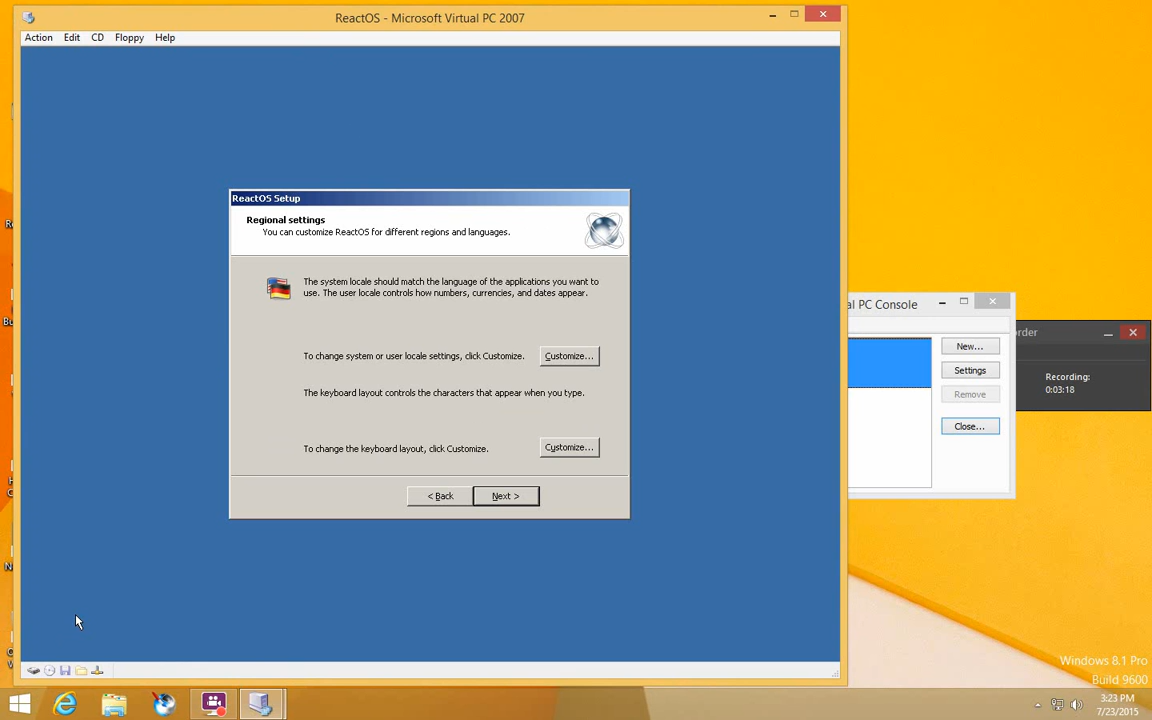 ReactOS - Microsoft Virtual PC 2007
Action Edit CD Floppy Help
ReactOS Setup
Regional settings
You can customize ReactOS for different regions and languages.
The system locale should match the language of the applications you want to
use. The user locale controls how numbers, currencies, and dates appear.
To change system or user locale settings, click Customize.
Customize...
The keyboard layout controls the characters that appear when you type.
To change the keyboard layout, click Customize.
Customize...
< Back
Next >
al PC Console
New...
Settings
Remove
Close...
order
Recording:
0:03:18
Windows 8.1 Pro
Build 9600
3:23 PM
7/23/2015